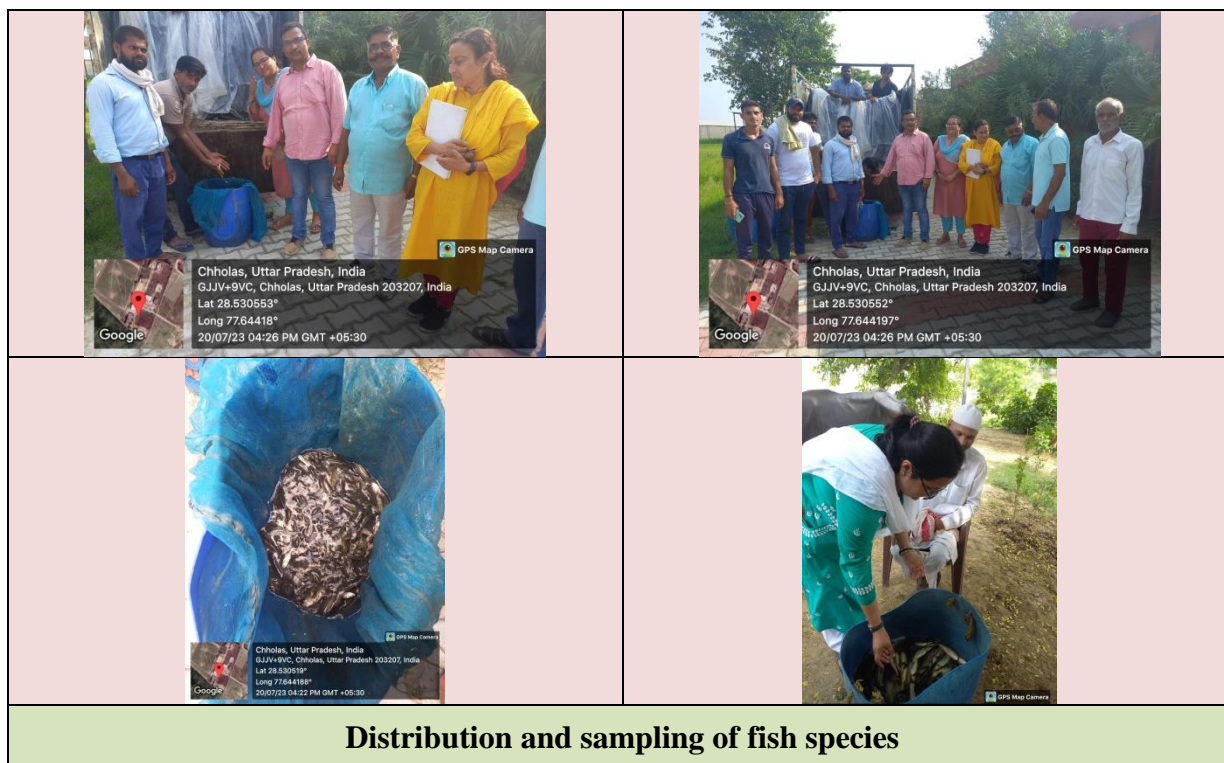 GPS Map Camera
Chholas, Uttar Pradesh, India
GJJV+9VC, Chholas, Uttar Pradesh 203207, India
Lat 28.530553°
Long 77.64418°
20/07/23 04:26 PM GMT +05:30
Google
GPS Map Camera
Chholas, Uttar Pradesh, India
GJJV+9VC, Chholas, Uttar Pradesh 203207, India
Lat 28.530552°
Long 77.644197°
20/07/23 04:26 PM GMT +05:30
Google
GPS Map Camera
Chholas, Uttar Pradesh, India
GJJV+9VC, Chholas, Uttar Pradesh 203207, India
Lat 28.530519°
Long 77.644188°
20/07/23 04:22 PM GMT +05:30
Google
GPS Map Camera
Distribution and sampling of fish species